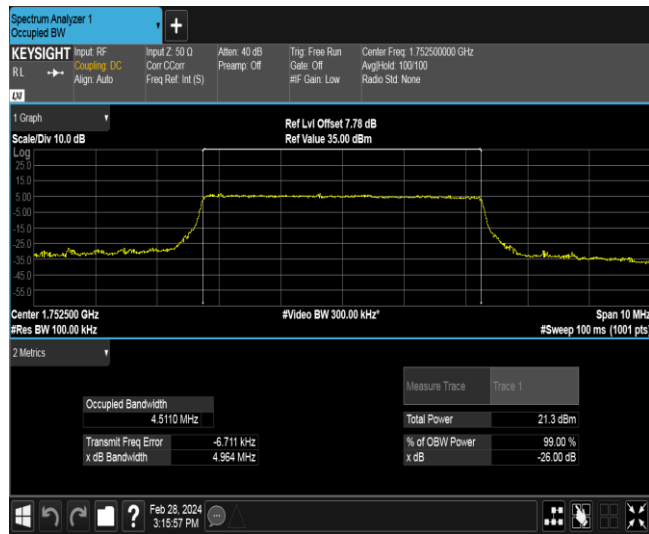 Spectrum Analyzer 1
Occupied BW
+
KEYSIGHT
RL
LXI
Input: RF
Coupling: DC
Align: Auto
Input Z: 50 Ω
Corr CCorr
Freq Ref: Int (S)
Atten: 40 dB
Preamp: Off
Trig: Free Run
Gate: Off
#IF Gain: Low
Center Freq: 1.752500000 GHz
Avg|Hold: 100/100
Radio Std: None
1 Graph
Scale/Div 10.0 dB
Ref Lvl Offset 7.78 dB
Ref Value 35.00 dBm
Log
25.0
15.0
5.00
-5.00
-15.0
-25.0
-35.0
-45.0
-55.0
Center 1.752500 GHz
#Res BW 100.00 kHz
#Video BW 300.00 kHz*
Span 10 MHz
#Sweep 100 ms (1001 pts)
2 Metrics
Measure Trace Trace 1
Occupied Bandwidth
4.5110 MHz
Total Power 21.3 dBm
Transmit Freq Error -6.711 kHz
% of OBW Power 99.00 %
x dB Bandwidth 4.964 MHz
x dB -26.00 dB
?
Feb 28, 2024
3:15:57 PM